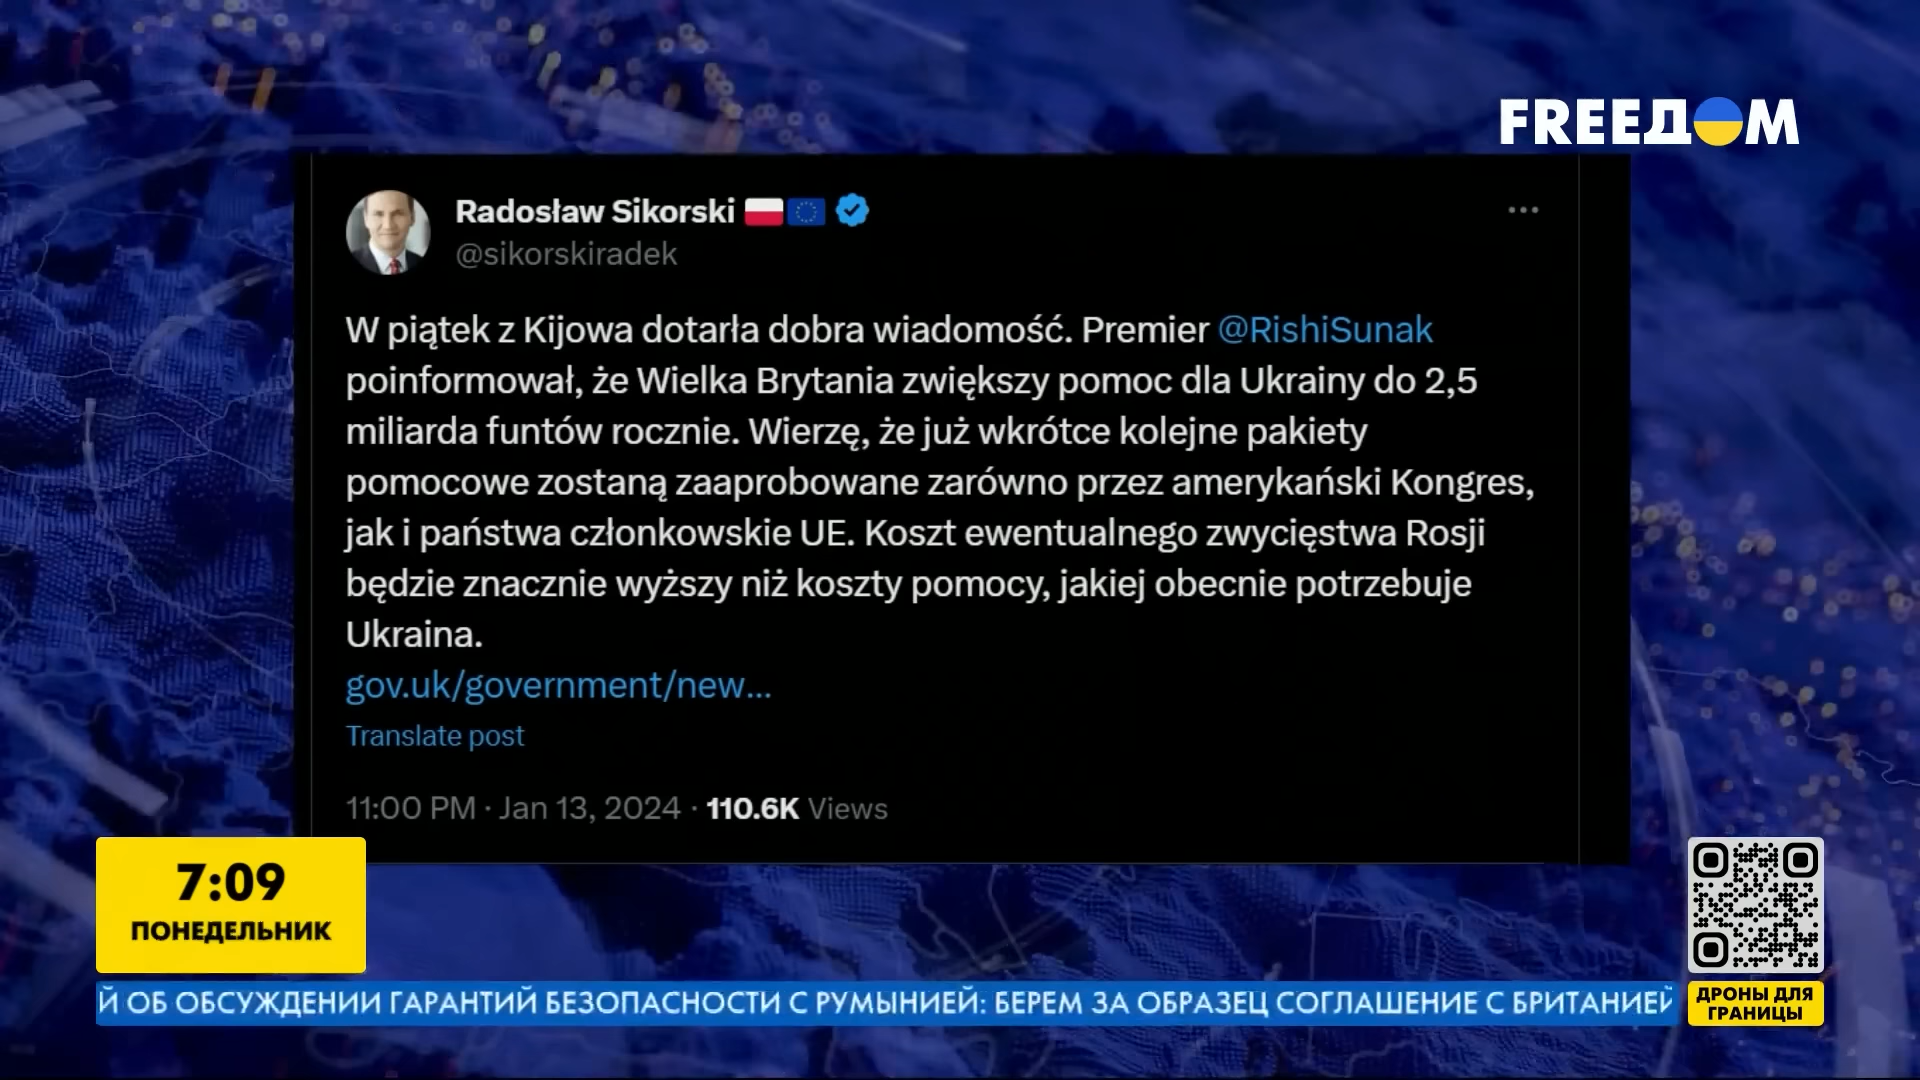 FREEДOM
Radosław Sikorski
@sikorskiradek
W piątek z Kijowa dotarła dobra wiadomość. Premier @RishiSunak
poinformował, że Wielka Brytania zwiększy pomoc dla Ukrainy do 2,5
miliarda funtów rocznie. Wierzę, że już wkrótce kolejne pakiety
pomocowe zostaną zaaprobowane zarówno przez amerykański Kongres,
jak i państwa członkowskie UE. Koszt ewentualnego zwycięstwa Rosji
będzie znacznie wyższy niż koszty pomocy, jakiej obecnie potrzebuje
Ukraina.
gov.uk/government/new...
Translate post
11:00 PM · Jan 13, 2024 · 110.6K Views
7:09
ПОНЕДЕЛЬНИК
Й ОБ ОБСУЖДЕНИИ ГАРАНТИЙ БЕЗОПАСНОСТИ С РУМЫНИЕЙ: БЕРЕМ ЗА ОБРАЗЕЦ СОГЛАШЕНИЕ С БРИТАНИЕЙ
ДРОНЫ ДЛЯ
ГРАНИЦЫ